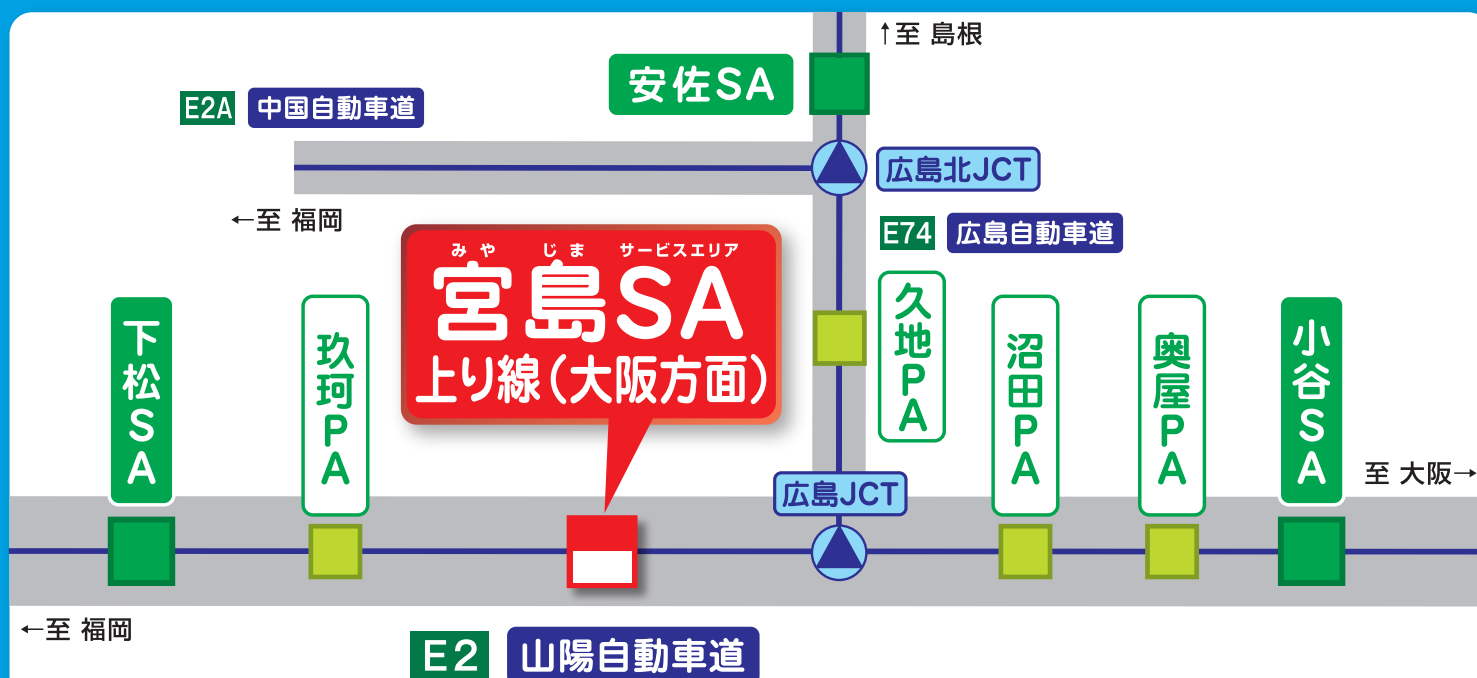 ↑至 島根
安佐SA
E2A 中国自動車道
広島北JCT
←至 福岡
E74 広島自動車道
みや じま サービスエリア
宮島SA
上り線(大阪方面)
下松SA
玖珂PA
久地PA
沼田PA
奥屋PA
小谷SA
至 大阪→
広島JCT
←至 福岡
E2 山陽自動車道